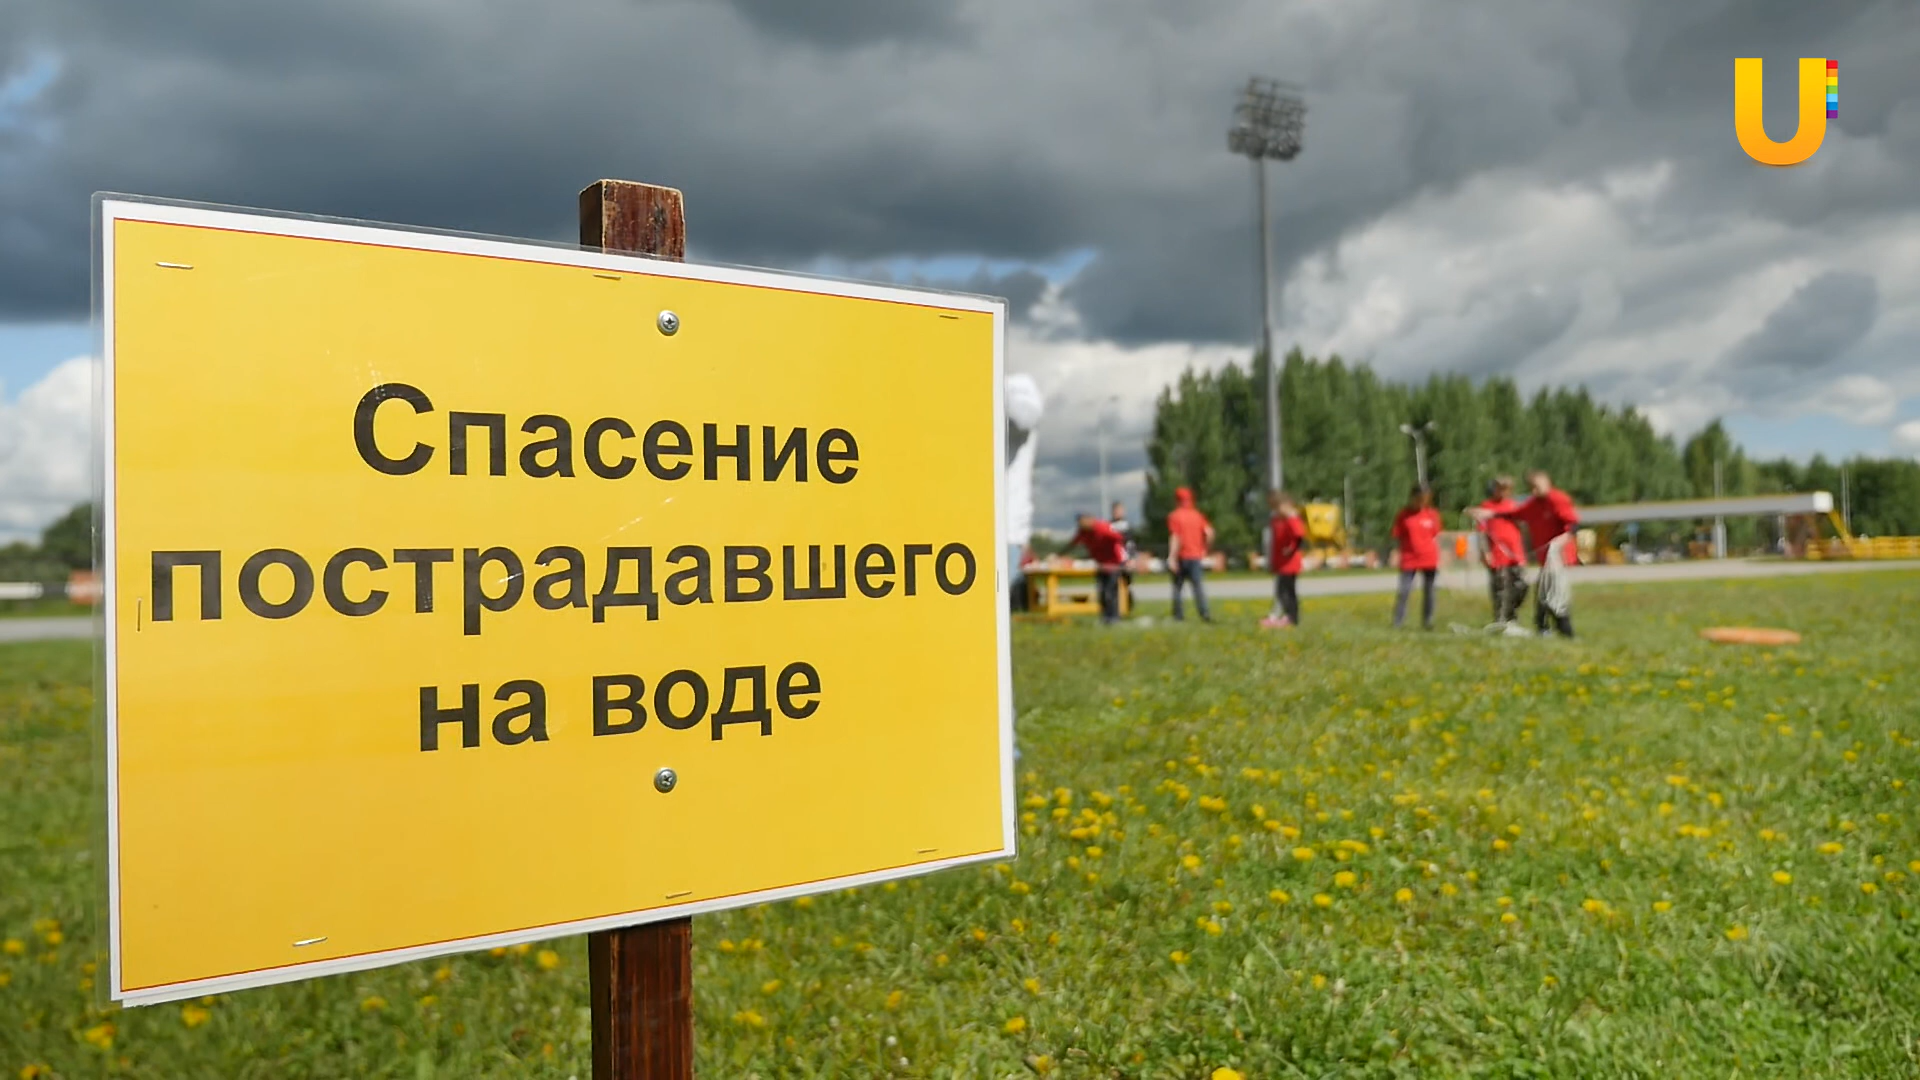 U
Спасение
пострадавшего
на воде